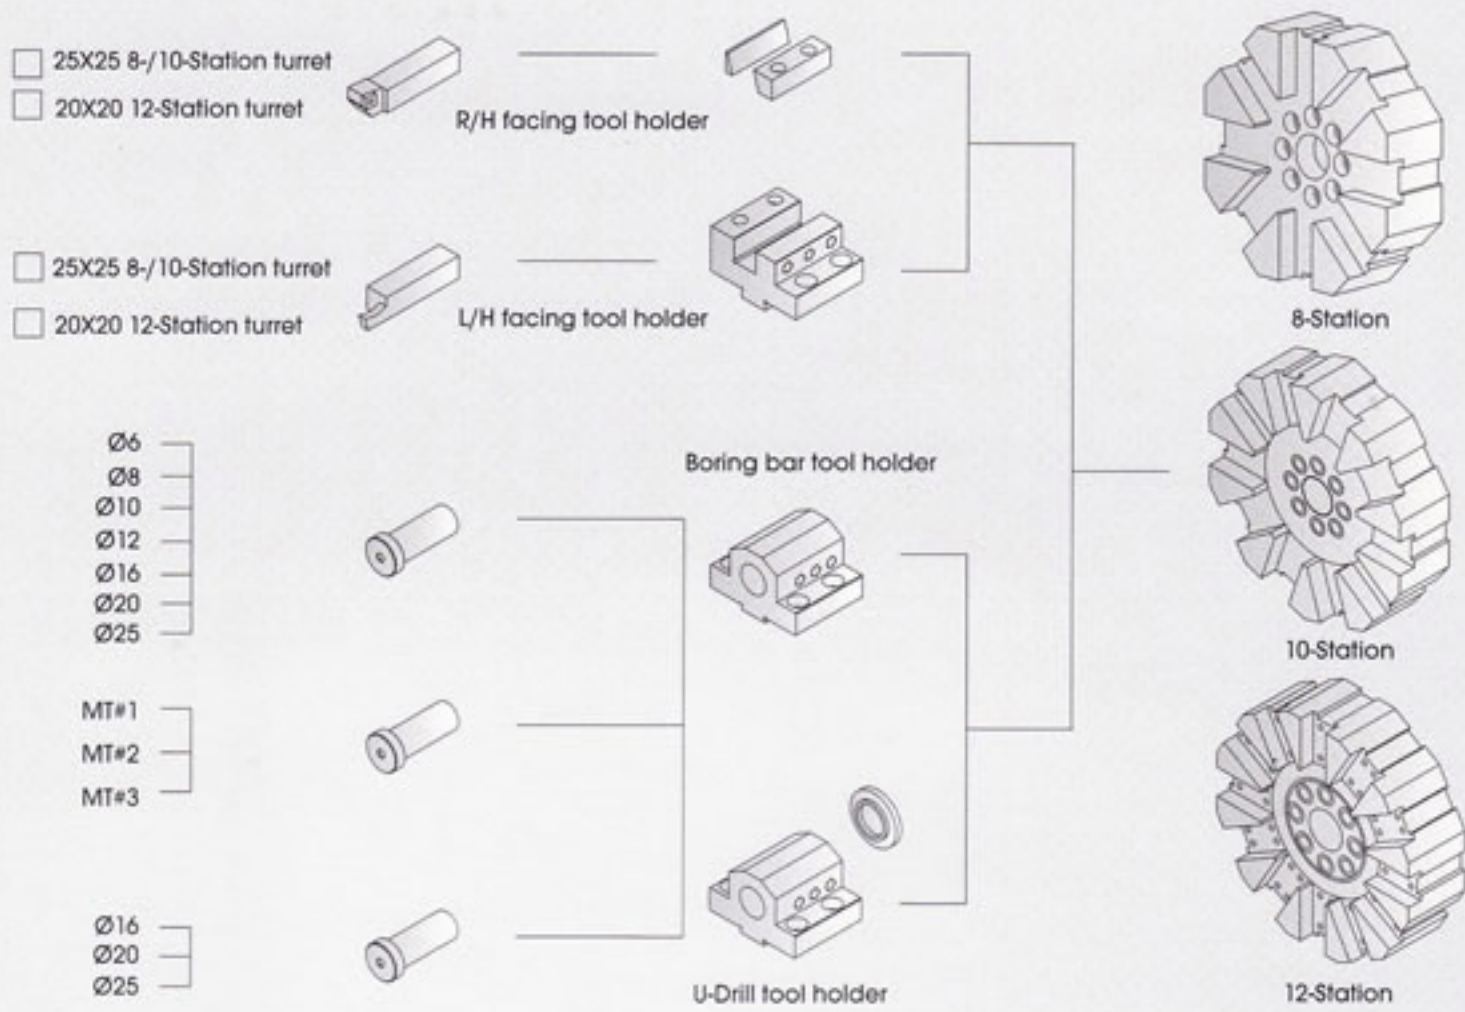 □ 25X25 8-/10-Station turret
□ 20X20 12-Station turret
R/H facing tool holder
□ 25X25 8-/10-Station turret
□ 20X20 12-Station turret
L/H facing tool holder
8-Station
Ø6
Ø8
Ø10
Ø12
Ø16
Ø20
Ø25
Boring bar tool holder
10-Station
MT#1
MT#2
MT#3
Ø16
Ø20
Ø25
U-Drill tool holder
12-Station